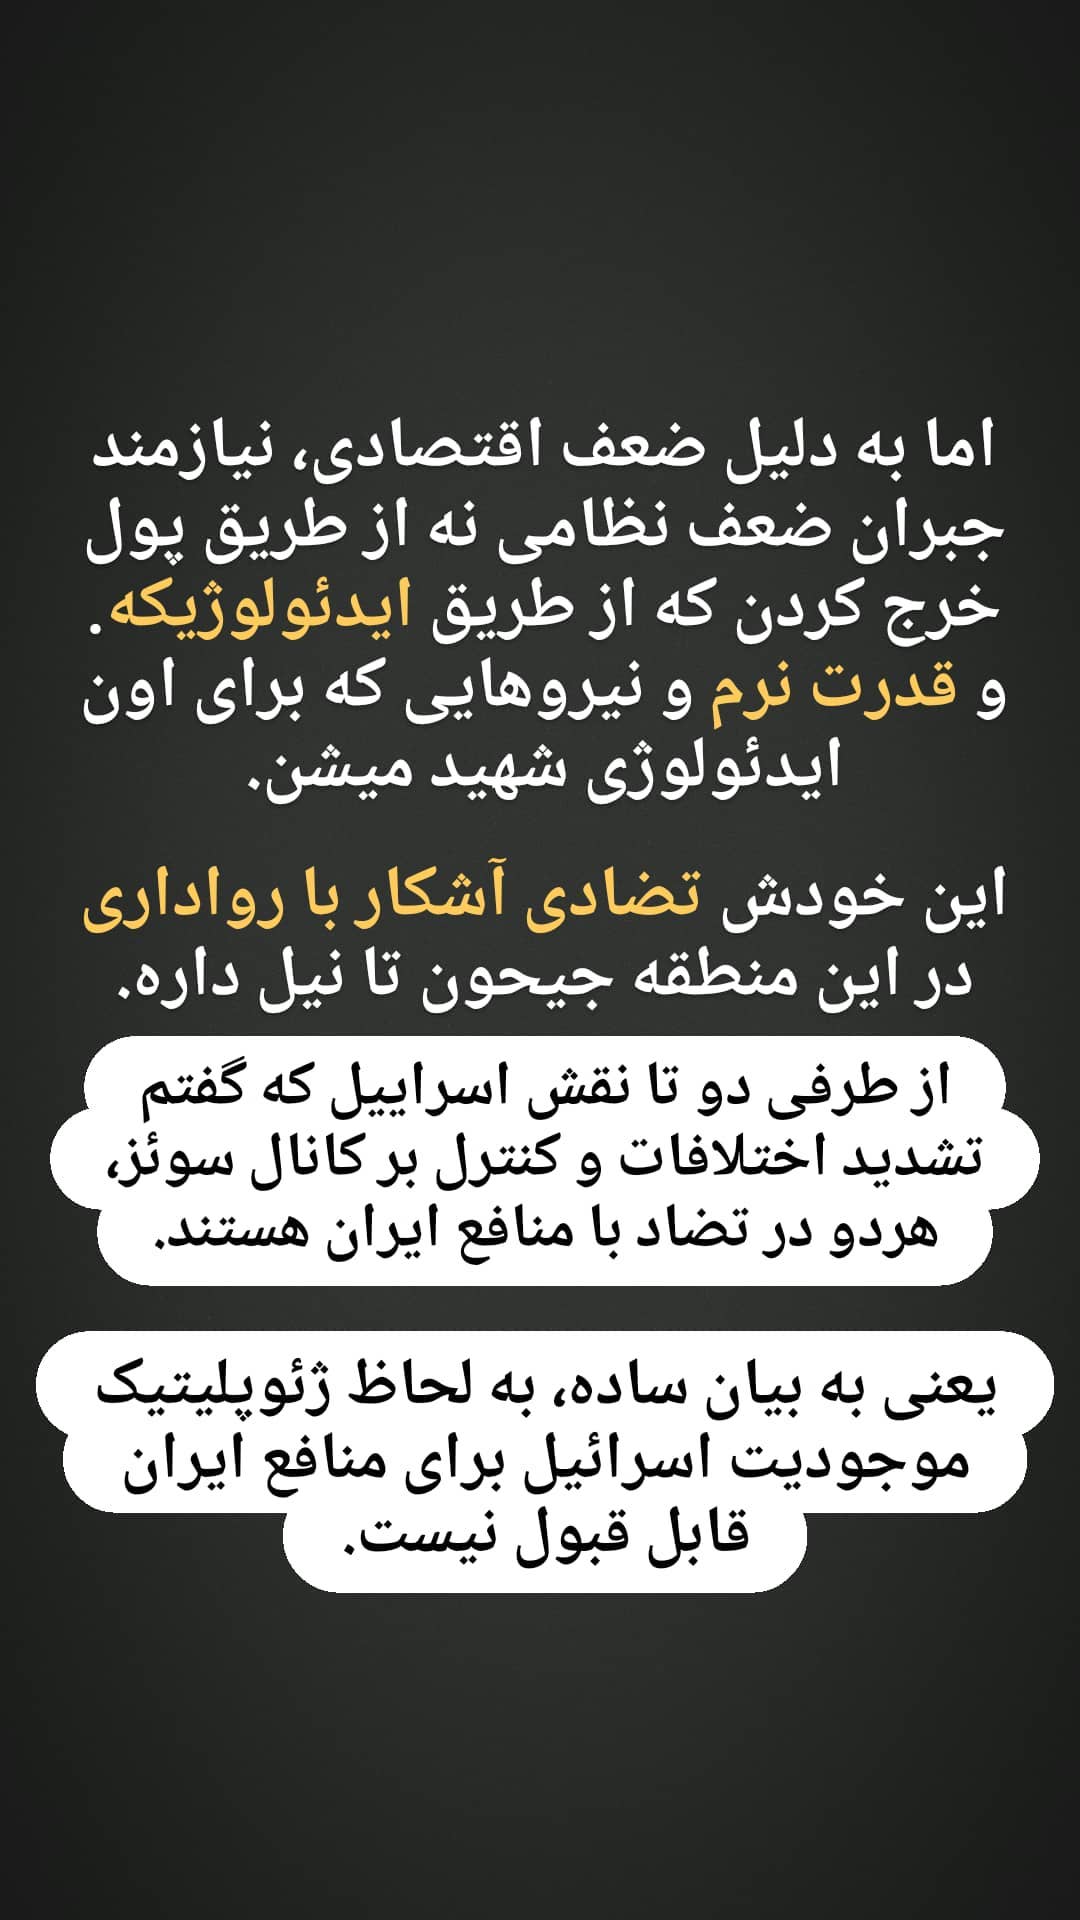 اما به دلیل ضعف اقتصادی، نیازمند
جبران ضعف نظامی نه از طریق پول
خرج کردن که از طریق ایدئولوژیکه.
و قدرت نرم و نیروهایی که برای اون
ایدئولوژی شهید میشن.
این خودش تضادی آشکار با رواداری
در این منطقه جیحون تا نیل داره.
از طرفی دو تا نقش اسراییل که گفتم
تشدید اختلافات و کنترل بر کانال سوئز،
هردو در تضاد با منافع ایران هستند.
یعنی به بیان ساده، به لحاظ ژئوپلیتیک
موجودیت اسرائیل برای منافع ایران
قابل قبول نیست.